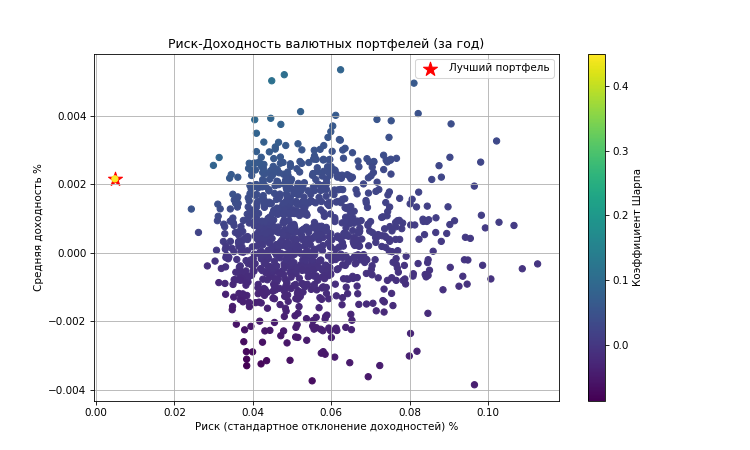 Риск-Доходность валютных портфелей (за год)
Лучший портфель
Средняя доходность %
0.004
0.002
0.000
−0.002
−0.004
0.00 0.02 0.04 0.06 0.08 0.10
Риск (стандартное отклонение доходностей) %
0.4
0.3
0.2
0.1
0.0
Коэффициент Шарпа